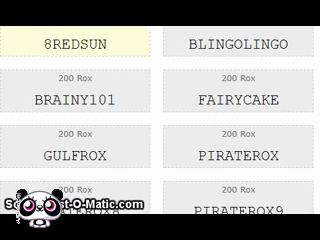 8REDSUN BLINGOLINGO
200 Rox 200 Rox
BRAINY101 FAIRYCAKE
200 Rox 200 Rox
GULFROX PIRATEROX
200 Rox 200 Rox
PIRATEROX9